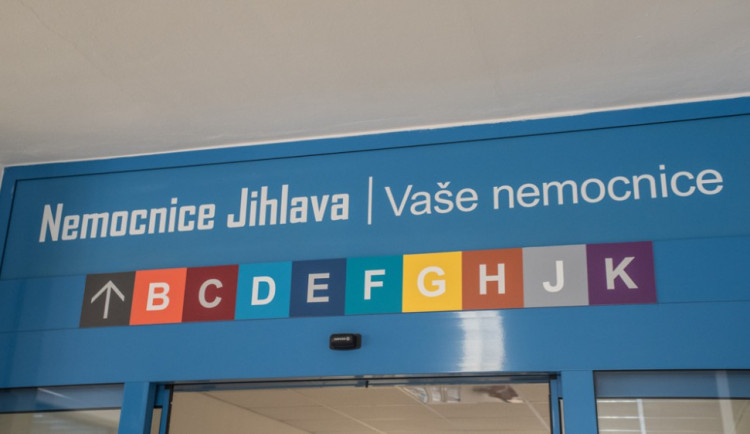 Nemocnice Jihlava | Vaše nemocnice
↑ B C D E F G H J K